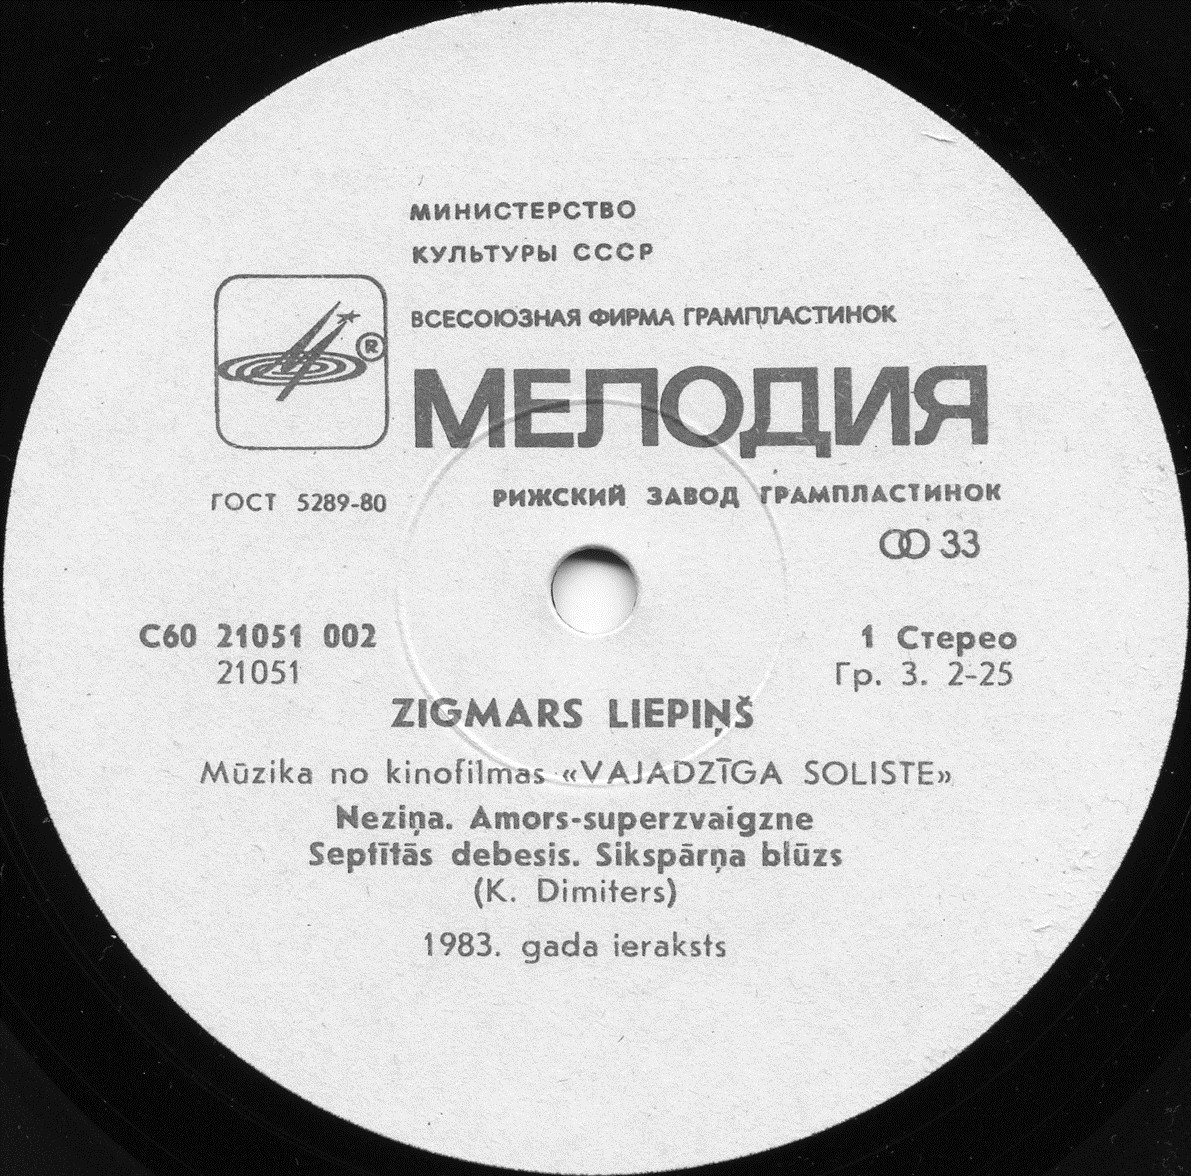 МИНИСТЕРСТВО
КУЛЬТУРЫ СССР
ВСЕСОЮЗНАЯ ФИРМА ГРАМПЛАСТИНОК
®
МЕЛОДИЯ
ГОСТ 5289-80
РИЖСКИЙ ЗАВОД ГРАМПЛАСТИНОК
33
С60 21051 002
1 Стерео
21051
Гр. 3. 2-25
ZIGMARS LIEPIŅŠ
Mūzika no kinofilmas «VAJADZĪGA SOLISTE»
Neziņa. Amors-superzvaigzne
Septītās debesis. Sikspārņa blūzs
(K. Dimiters)
1983. gada ieraksts